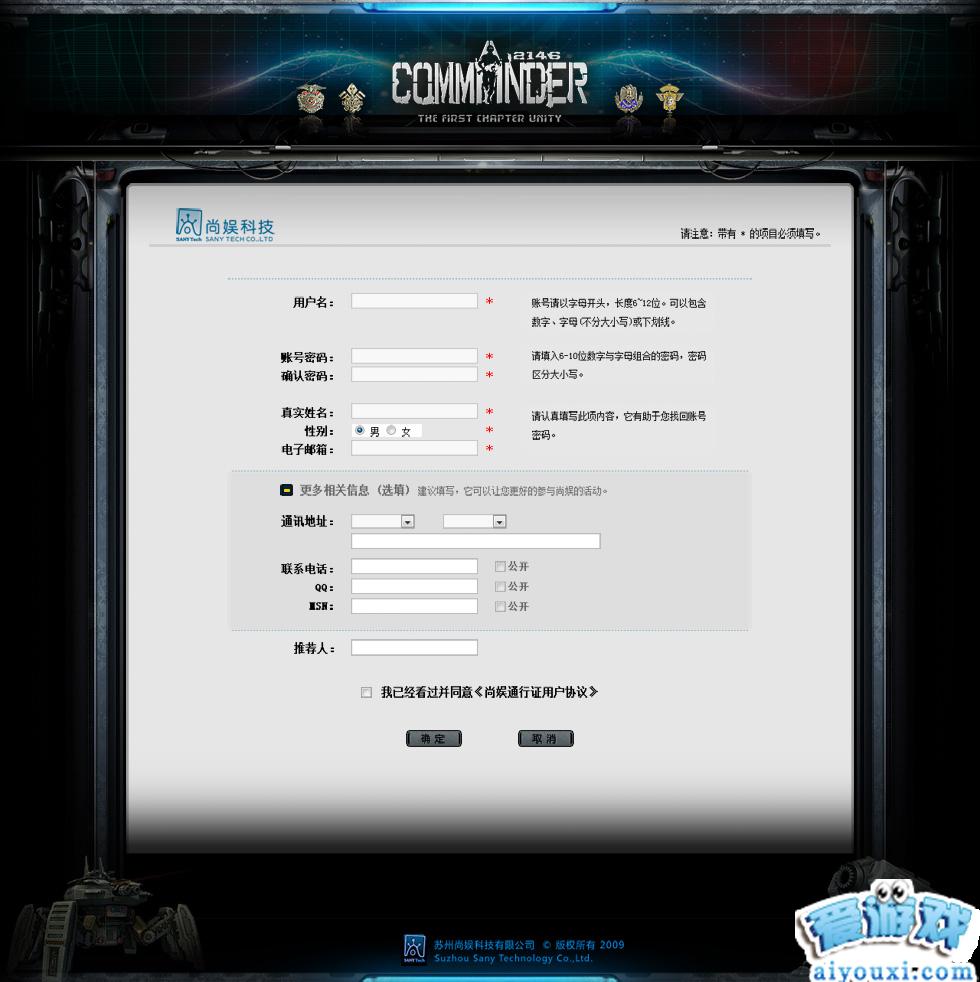 2146
COMMANDER
THE FIRST CHAPTER UNITY
尚娱科技
SANY Tech SANY TECH CO.,LTD
请注意：带有 * 的项目必须填写。
用户名： *
账号请以字母开头，长度6~12位。可以包含
数字、字母(不分大小写)或下划线。
账号密码： *
请填入6-10位数字与字母组合的密码，密码
确认密码： *
区分大小写。
真实姓名： *
请认真填写此项内容，它有助于您找回账号
性别： 男 女 *
密码。
电子邮箱： *
更多相关信息（选填） 建议填写，它可以让您更好的参与尚娱的活动。
通讯地址：
联系电话： 公开
QQ： 公开
MSN： 公开
推荐人：
我已经看过并同意《尚娱通行证用户协议》
确 定 取 消
苏州尚娱科技有限公司 © 版权所有 2009
SANY Tech Suzhou Sany Technology Co.,Ltd.
爱游戏
aiyouxi.com